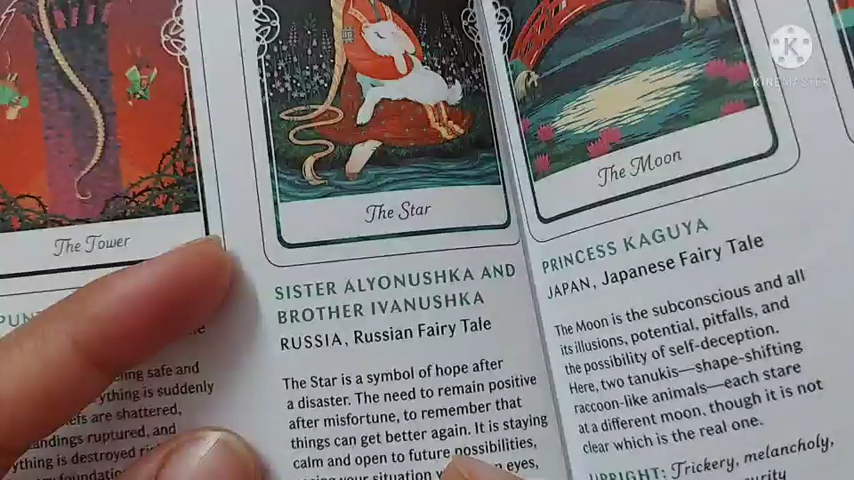 KINEMASTER
The Tower
ering safe and
is suddenly
are shattered,
ruptured, and
is destroyed
The Star
SISTER ALYONUSHKA AND
BROTHER IVANUSHKA
RUSSIA, Russian Fairy Tale
The Star is a symbol of hope after
a disaster. The need to remain positive
after misfortune, to remember that
things can get better again. It is staying
calm and open to future possibilities,
your situation
eyes,
The Moon
PRINCESS KAGUYA
JAPAN, Japanese Fairy Tale
The Moon is the subconscious and all
its illusions, potential, pitfalls, and
the possibility of self-deception.
Here, two tanukis—shape-shifting
raccoon-like animals—each stare
at a different moon, though it is not
clear which is the real one.
UPRIGHT: Trickery, melancholy,